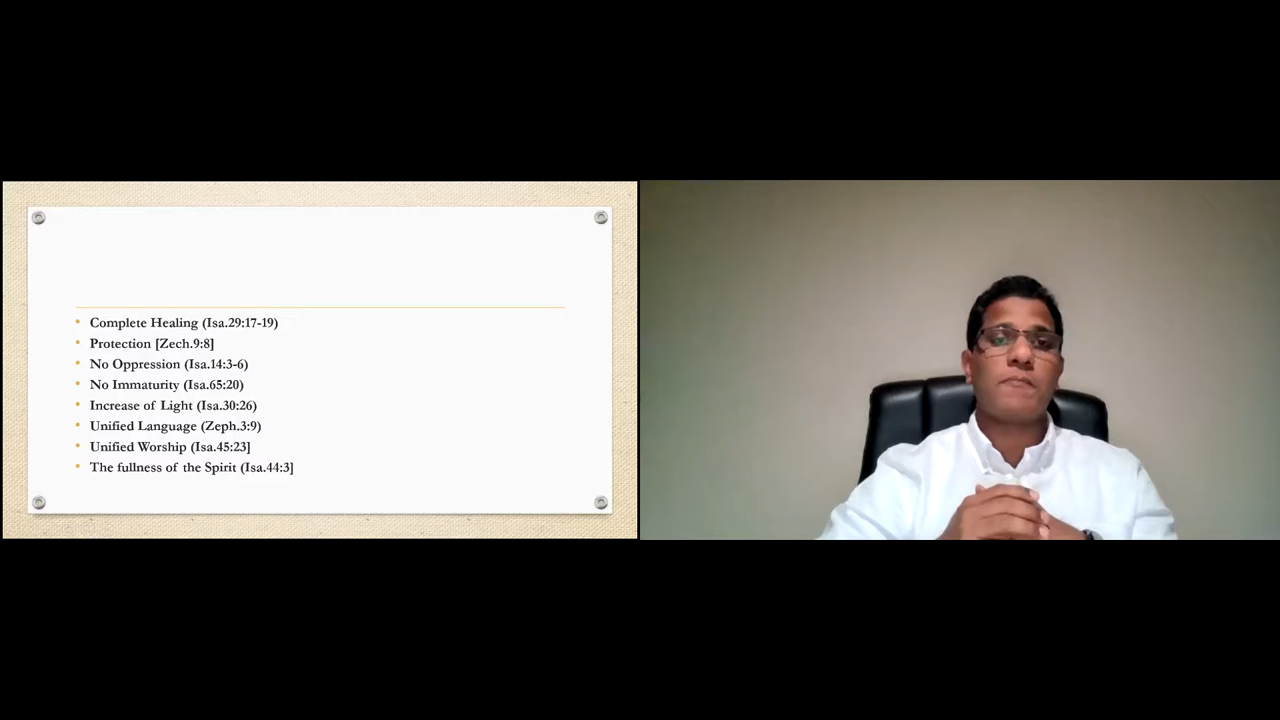 Complete Healing (Isa.29:17-19)
Protection [Zech.9:8]
No Oppression (Isa.14:3-6)
No Immaturity (Isa.65:20)
Increase of Light (Isa.30:26)
Unified Language (Zeph.3:9)
Unified Worship (Isa.45:23]
The fullness of the Spirit (Isa.44:3]